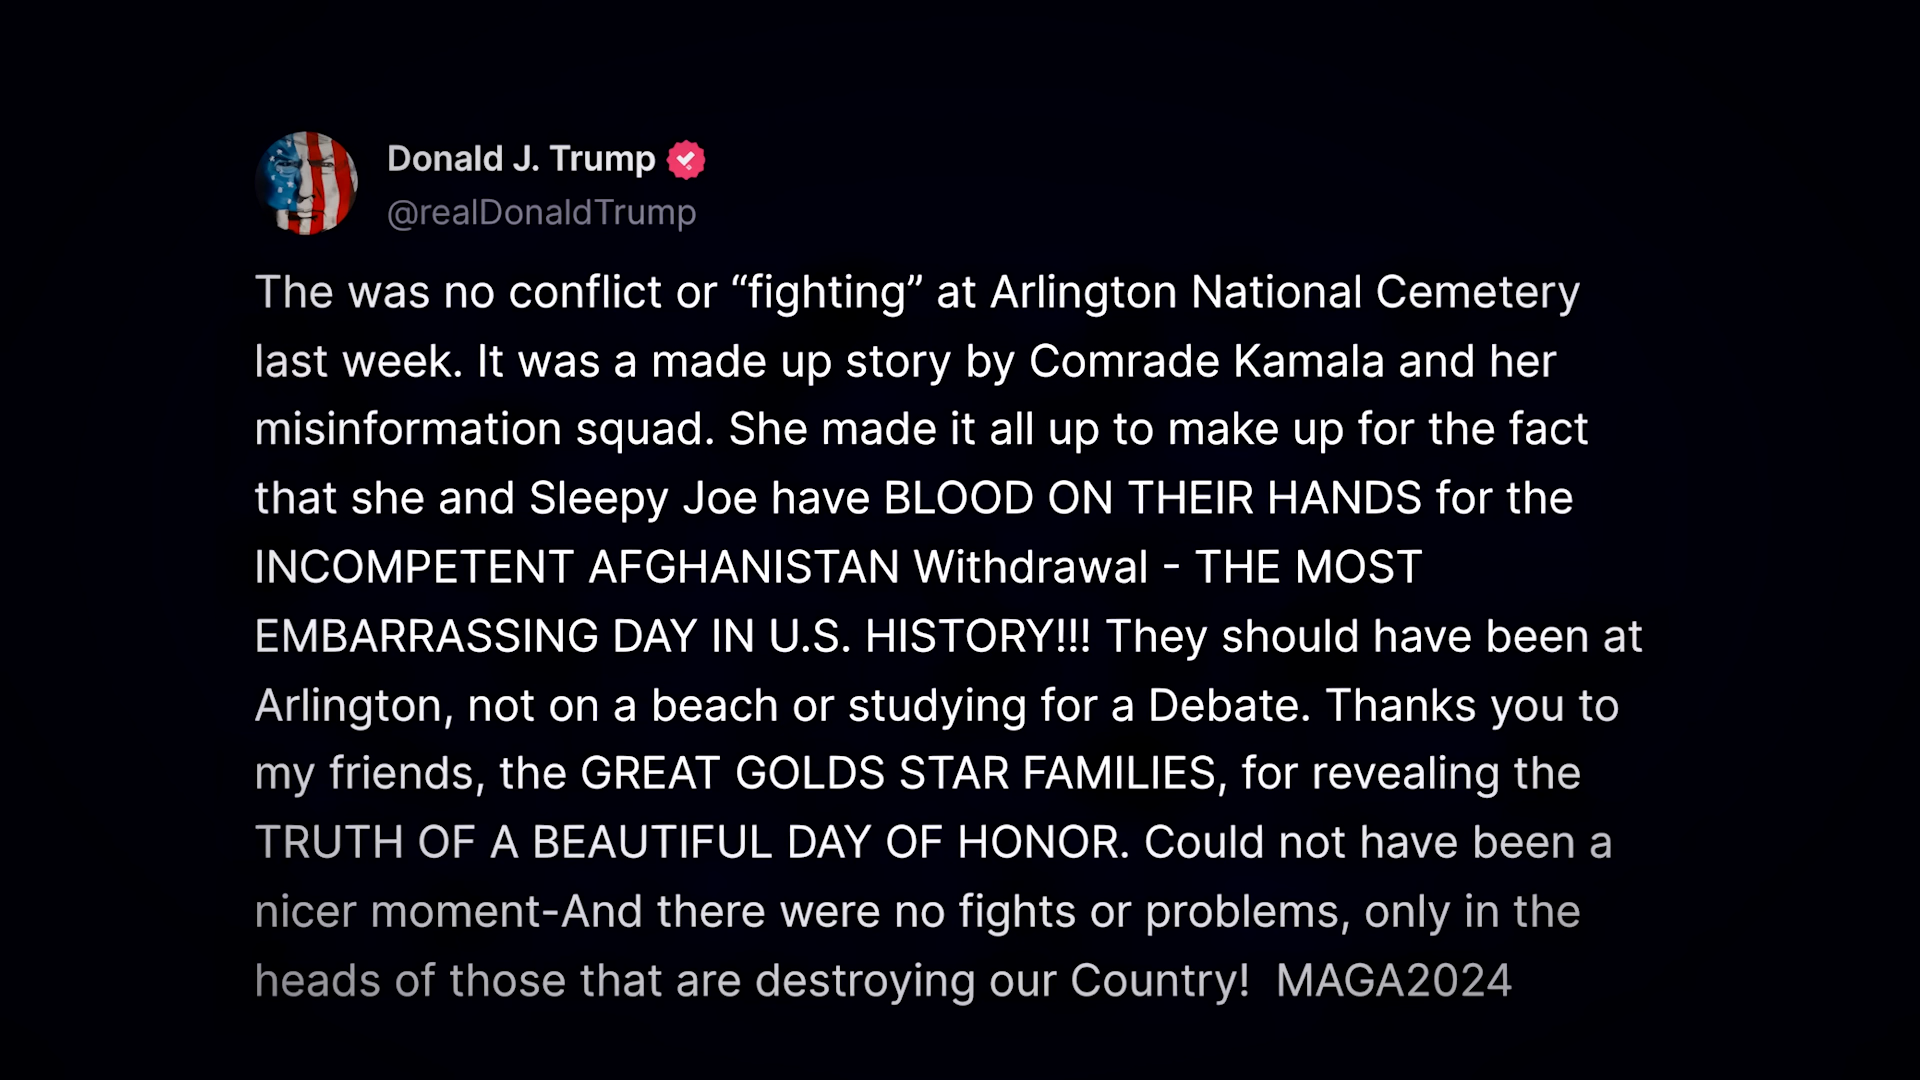 Donald J. Trump
@realDonaldTrump
The was no conflict or “fighting” at Arlington National Cemetery
last week. It was a made up story by Comrade Kamala and her
misinformation squad. She made it all up to make up for the fact
that she and Sleepy Joe have BLOOD ON THEIR HANDS for the
INCOMPETENT AFGHANISTAN Withdrawal - THE MOST
EMBARRASSING DAY IN U.S. HISTORY!!! They should have been at
Arlington, not on a beach or studying for a Debate. Thanks you to
my friends, the GREAT GOLDS STAR FAMILIES, for revealing the
TRUTH OF A BEAUTIFUL DAY OF HONOR. Could not have been a
nicer moment-And there were no fights or problems, only in the
heads of those that are destroying our Country!  MAGA2024